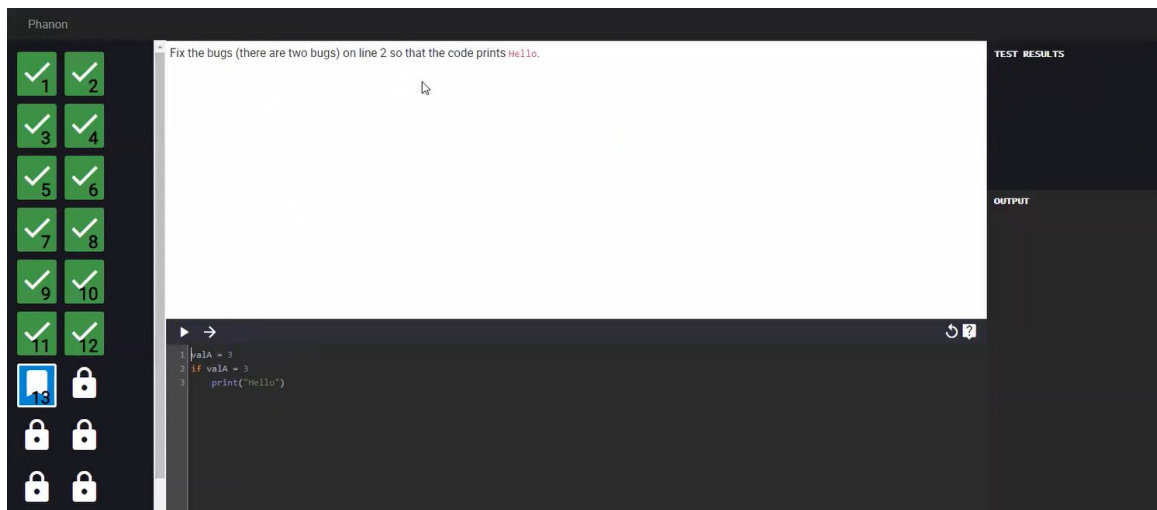 Phanon
Fix the bugs (there are two bugs) on line 2 so that the code prints Hello.
1 2
3 4
5 6
7 8
9 10
11 12
13
TEST RESULTS
OUTPUT
?
1 valA = 3
2 if valA = 3
3     print("Hello")